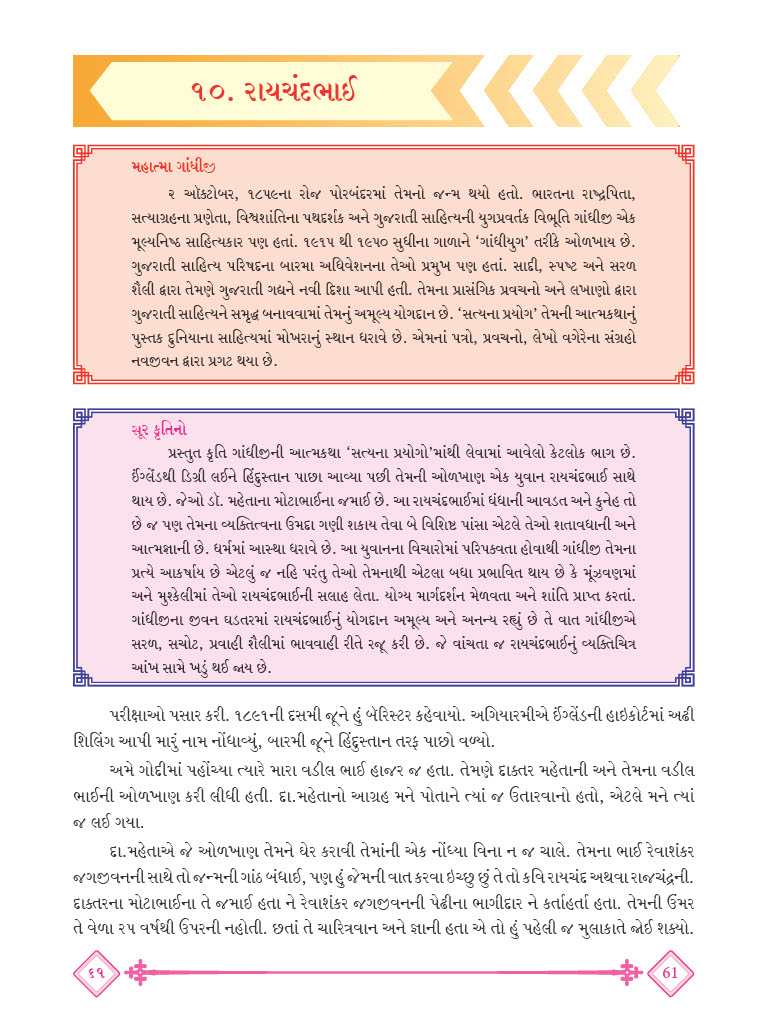 ૧૦. રાયચંદભાઈ
મહાત્મા ગાંધીજી
૨ ઑક્ટોબર, ૧૮૫૯ના રોજ પોરબંદરમાં તેમનો જન્મ થયો હતો. ભારતના રાષ્ટ્રપિતા,
સત્યાગ્રહના પ્રણેતા, વિશ્વશાંતિના પથદર્શક અને ગુજરાતી સાહિત્યની યુગપ્રવર્તક વિભૂતિ ગાંધીજી એક
મૂલ્યનિષ્ઠ સાહિત્યકાર પણ હતાં. ૧૯૧૫ થી ૧૯૫૦ સુધીના ગાળાને ‘ગાંધીયુગ’ તરીકે ઓળખાય છે.
ગુજરાતી સાહિત્ય પરિષદના બારમા અધિવેશનના તેઓ પ્રમુખ પણ હતાં. સાદી, સ્પષ્ટ અને સરળ
શૈલી દ્વારા તેમણે ગુજરાતી ગદ્યને નવી દિશા આપી હતી. તેમના પ્રાસંગિક પ્રવચનો અને લખાણો દ્વારા
ગુજરાતી સાહિત્યને સમૃદ્ધ બનાવવામાં તેમનું અમૂલ્ય યોગદાન છે. ‘સત્યના પ્રયોગ’ તેમની આત્મકથાનું
પુસ્તક દુનિયાના સાહિત્યમાં મોખરાનું સ્થાન ધરાવે છે. એમનાં પત્રો, પ્રવચનો, લેખો વગેરેના સંગ્રહો
નવજીવન દ્વારા પ્રગટ થયા છે.
સૂર કૃતિનો
પ્રસ્તુત કૃતિ ગાંધીજીની આત્મકથા ‘સત્યના પ્રયોગો’માંથી લેવામાં આવેલો કેટલોક ભાગ છે.
ઈંગ્લેંડથી ડિગ્રી લઈને હિંદુસ્તાન પાછા આવ્યા પછી તેમની ઓળખાણ એક યુવાન રાયચંદભાઈ સાથે
થાય છે. જેઓ ડૉ. મહેતાના મોટાભાઈના જમાઈ છે. આ રાયચંદભાઈમાં ધંધાની આવડત અને કુનેહ તો
છે જ પણ તેમના વ્યક્તિત્વના ઉમદા ગણી શકાય તેવા બે વિશિષ્ટ પાંસા એટલે તેઓ શતાવધાની અને
આત્મજ્ઞાની છે. ધર્મમાં આસ્થા ધરાવે છે. આ યુવાનના વિચારોમાં પરિપક્વતા હોવાથી ગાંધીજી તેમના
પ્રત્યે આકર્ષાય છે એટલું જ નહિ પરંતુ તેઓ તેમનાથી એટલા બધા પ્રભાવિત થાય છે કે મૂંઝવણમાં
અને મુશ્કેલીમાં તેઓ રાયચંદભાઈની સલાહ લેતા. યોગ્ય માર્ગદર્શન મેળવતા અને શાંતિ પ્રાપ્ત કરતાં.
ગાંધીજીના જીવન ઘડતરમાં રાયચંદભાઈનું યોગદાન અમૂલ્ય અને અનન્ય રહ્યું છે તે વાત ગાંધીજીએ
સરળ, સચોટ, પ્રવાહી શૈલીમાં ભાવવાહી રીતે રજૂ કરી છે. જે વાંચતા જ રાયચંદભાઈનું વ્યક્તિચિત્ર
આંખ સામે ખડું થઈ જાય છે.
પરીક્ષાઓ પસાર કરી. ૧૮૯૧ની દસમી જૂને હું બૅરિસ્ટર કહેવાયો. અગિયારમીએ ઈંગ્લેંડની હાઇકોર્ટમાં અઢી
શિલિંગ આપી મારું નામ નોંધાવ્યું, બારમી જૂને હિંદુસ્તાન તરફ પાછો વળ્યો.
અમે ગોદીમાં પહોંચ્યા ત્યારે મારા વડીલ ભાઈ હાજર જ હતા. તેમણે દાક્તર મહેતાની અને તેમના વડીલ
ભાઈની ઓળખાણ કરી લીધી હતી. દા.મહેતાનો આગ્રહ મને પોતાને ત્યાં જ ઉતારવાનો હતો, એટલે મને ત્યાં
જ લઈ ગયા.
દા.મહેતાએ જે ઓળખાણ તેમને ઘેર કરાવી તેમાંની એક નોંધ્યા વિના ન જ ચાલે. તેમના ભાઈ રેવાશંકર
જગજીવનની સાથે તો જન્મની ગાંઠ બંધાઈ, પણ હું જેમની વાત કરવા ઇચ્છુ છું તે તો કવિ રાયચંદ અથવા રાજચંદ્રની.
દાક્તરના મોટાભાઈના તે જમાઈ હતા ને રેવાશંકર જગજીવનની પેઢીના ભાગીદાર ને કર્તાહર્તા હતા. તેમની ઉંમર
તે વેળા ૨૫ વર્ષથી ઉપરની નહોતી. છતાં તે ચારિત્રવાન અને જ્ઞાની હતા એ તો હું પહેલી જ મુલાકાતે જોઈ શક્યો.
૬૧
61